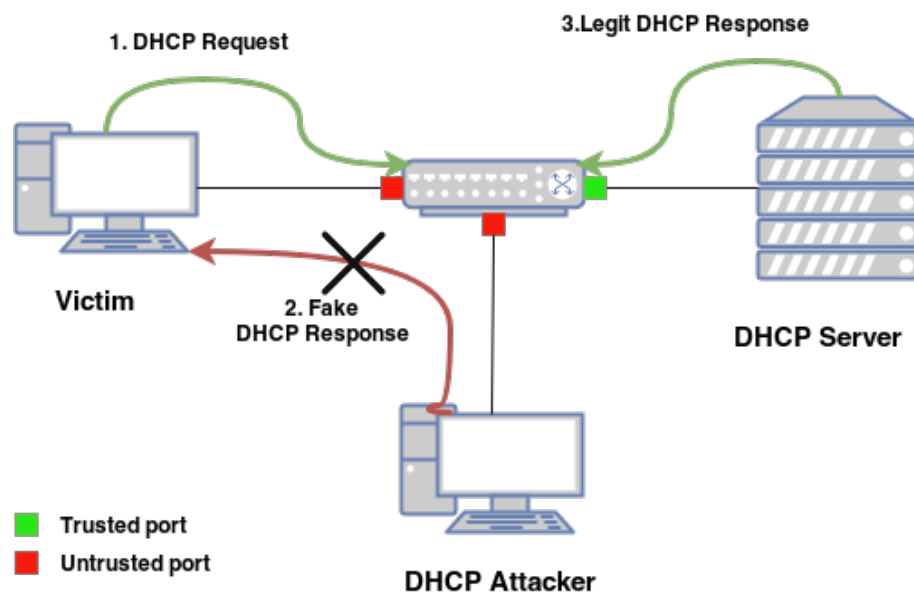 1. DHCP Request
3.Legit DHCP Response
Victim
2. Fake
DHCP Response
DHCP Server
Trusted port
Untrusted port
DHCP Attacker